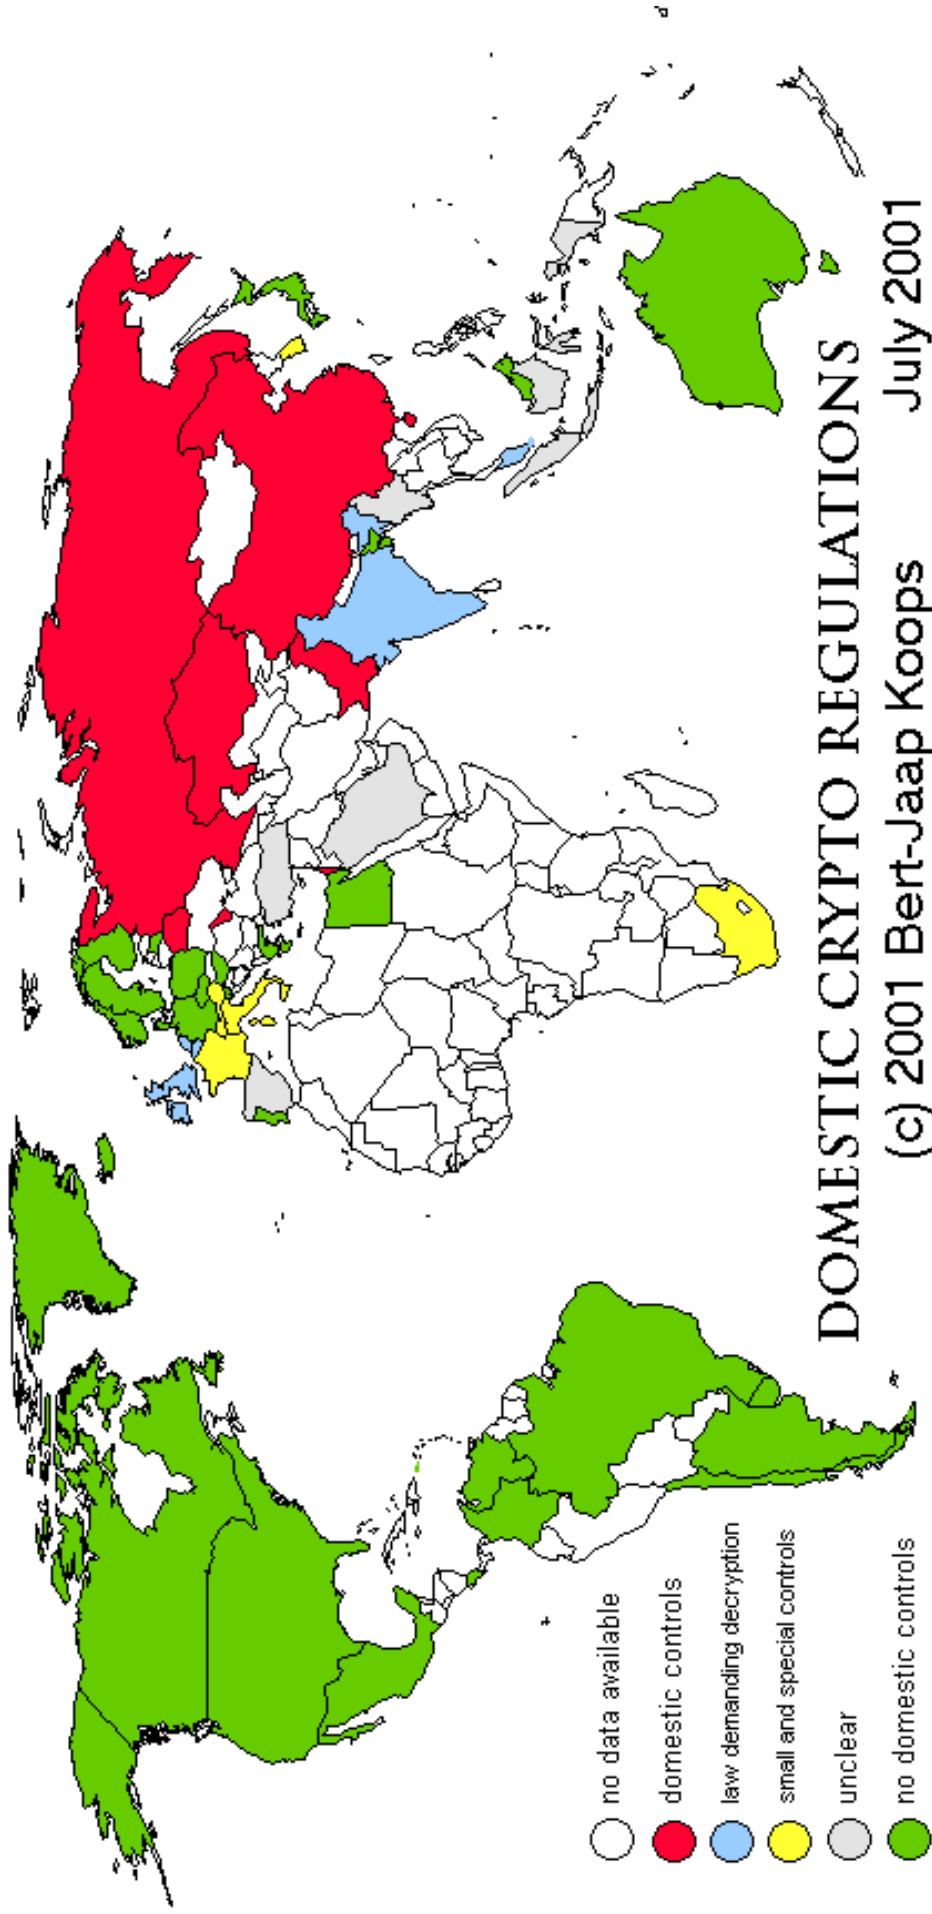 DOMESTIC CRYPTO REGULATIONS
(c) 2001 Bert-Jaap Koops July 2001
no data available
domestic controls
law demanding decryption
small and special controls
unclear
no domestic controls